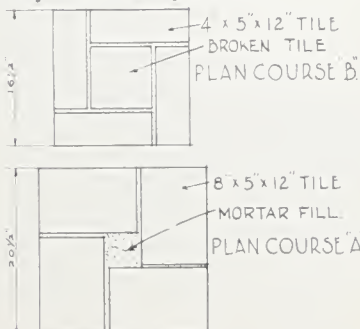 4 x 5" x 12" TILE
BROKEN TILE
PLAN COURSE "B"
16½"
8" x 5" x 12" TILE
MORTAR FILL
PLAN COURSE "A
20½"